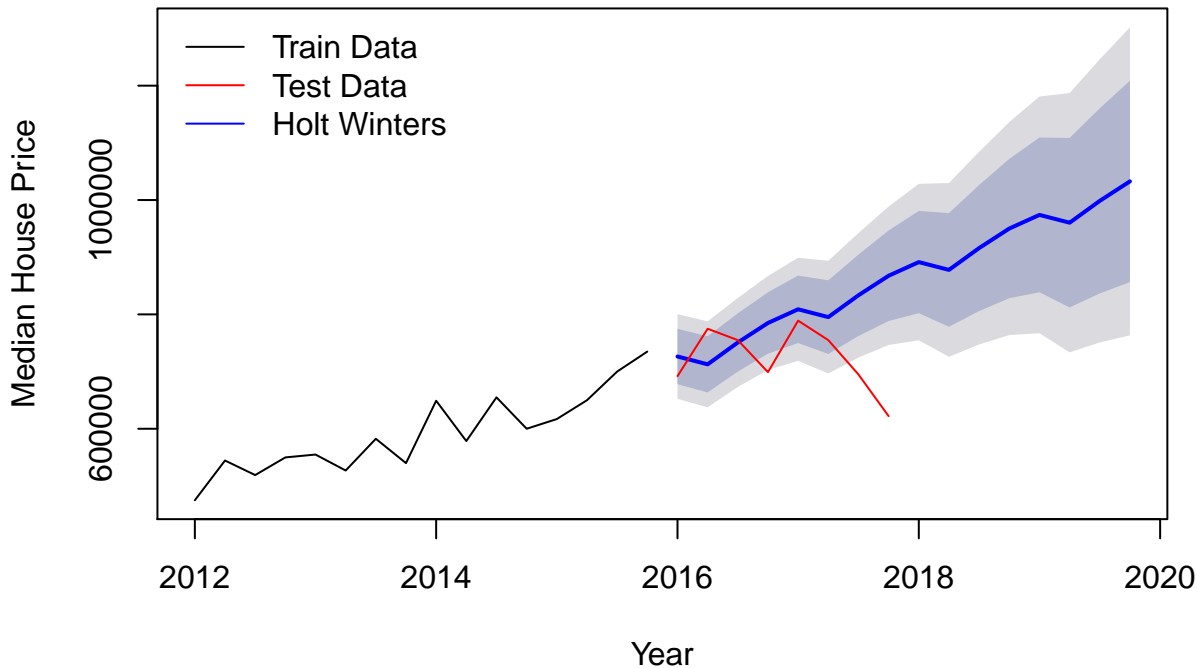 Train Data
Test Data
Holt Winters
Median House Price
1000000
600000
2012
2014
2016
2018
2020
Year